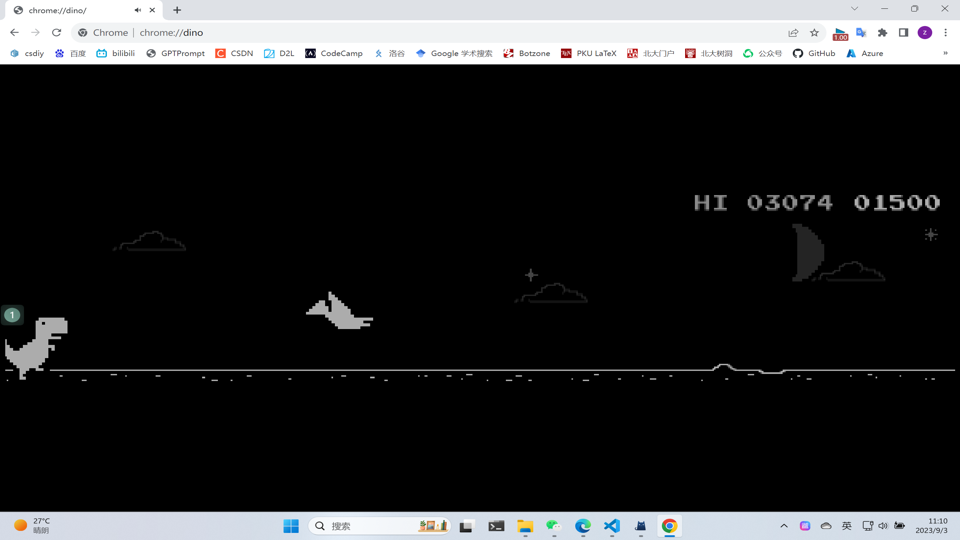 chrome://dino/
Chrome | chrome://dino
1.00
z
csdiy 百度 bilibili GPTPrompt CSDN D2L CodeCamp 洛谷 Google 学术搜索 Botzone PKU LaTeX 北大门户 北大树洞 公众号 GitHub Azure »
HI 03074 01500
1
27°C
晴朗
搜索
英
11:10
2023/9/3